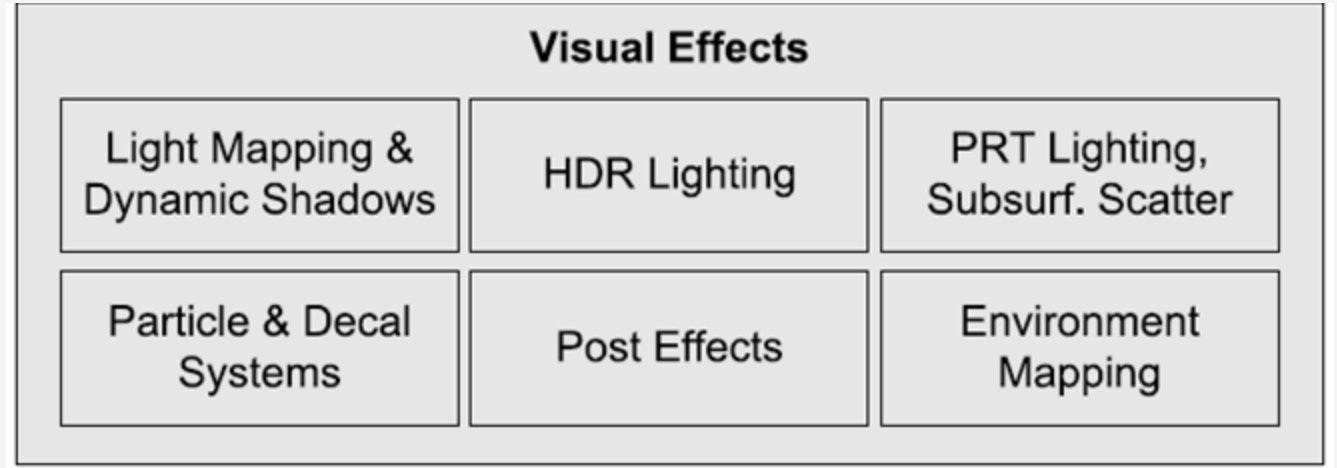 Visual Effects
Light Mapping &
Dynamic Shadows
HDR Lighting
PRT Lighting,
Subsurf. Scatter
Particle & Decal
Systems
Post Effects
Environment
Mapping